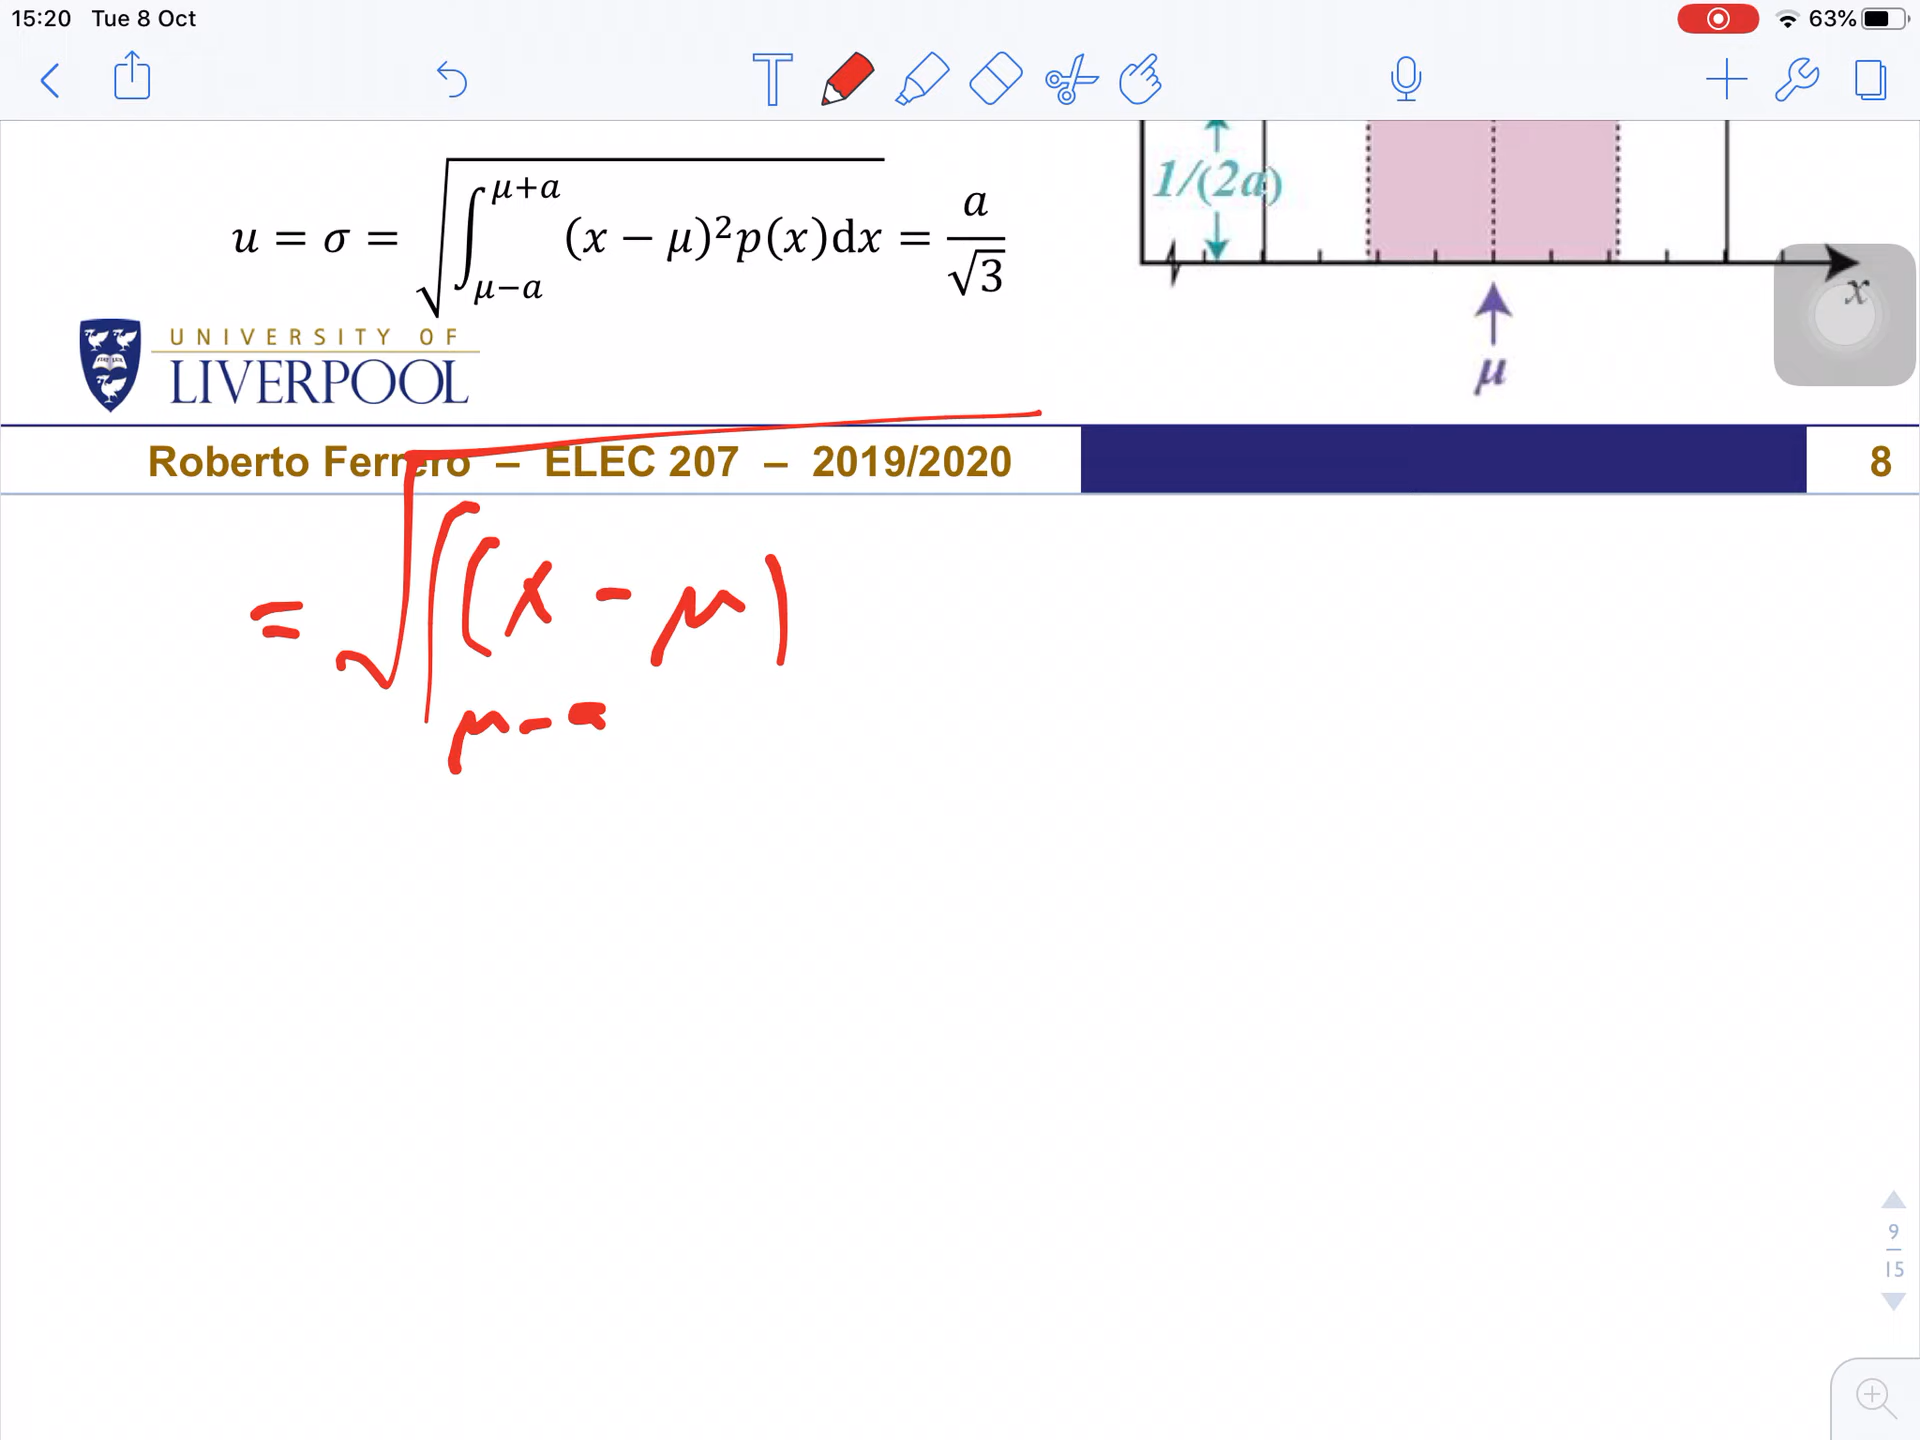 15:20 Tue 8 Oct 63%
T
1/(2a)
u = σ = √∫_{μ−a}^{μ+a} (x − μ)²p(x)dx = a/√3
x
μ
UNIVERSITY OF
LIVERPOOL
Roberto Ferrero – ELEC 207 – 2019/2020 8
= √∫_{μ-a} (x - μ)
9
15